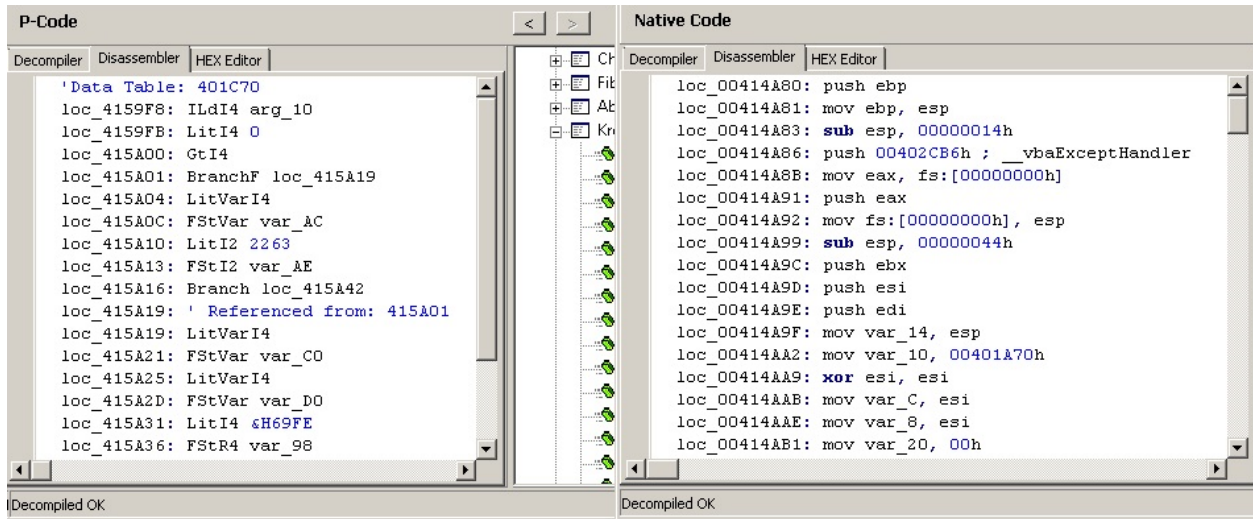 P-Code
< >
Decompiler Disassembler HEX Editor
'Data Table: 401C70
loc_4159F8: ILdI4 arg_10
loc_4159FB: LitI4 0
loc_415A00: GtI4
loc_415A01: BranchF loc_415A19
loc_415A04: LitVarI4
loc_415A0C: FStVar var_AC
loc_415A10: LitI2 2263
loc_415A13: FStI2 var_AE
loc_415A16: Branch loc_415A42
loc_415A19: ' Referenced from: 415A01
loc_415A19: LitVarI4
loc_415A21: FStVar var_C0
loc_415A25: LitVarI4
loc_415A2D: FStVar var_D0
loc_415A31: LitI4 &H69FE
loc_415A36: FStR4 var_98
Decompiled OK
Ch
Fib
Ab
Kr
Native Code
Decompiler Disassembler HEX Editor
loc_00414A80: push ebp
loc_00414A81: mov ebp, esp
loc_00414A83: sub esp, 00000014h
loc_00414A86: push 00402CB6h ; __vbaExceptHandler
loc_00414A8B: mov eax, fs:[00000000h]
loc_00414A91: push eax
loc_00414A92: mov fs:[00000000h], esp
loc_00414A99: sub esp, 00000044h
loc_00414A9C: push ebx
loc_00414A9D: push esi
loc_00414A9E: push edi
loc_00414A9F: mov var_14, esp
loc_00414AA2: mov var_10, 00401A70h
loc_00414AA9: xor esi, esi
loc_00414AAB: mov var_C, esi
loc_00414AAE: mov var_8, esi
loc_00414AB1: mov var_20, 00h
Decompiled OK